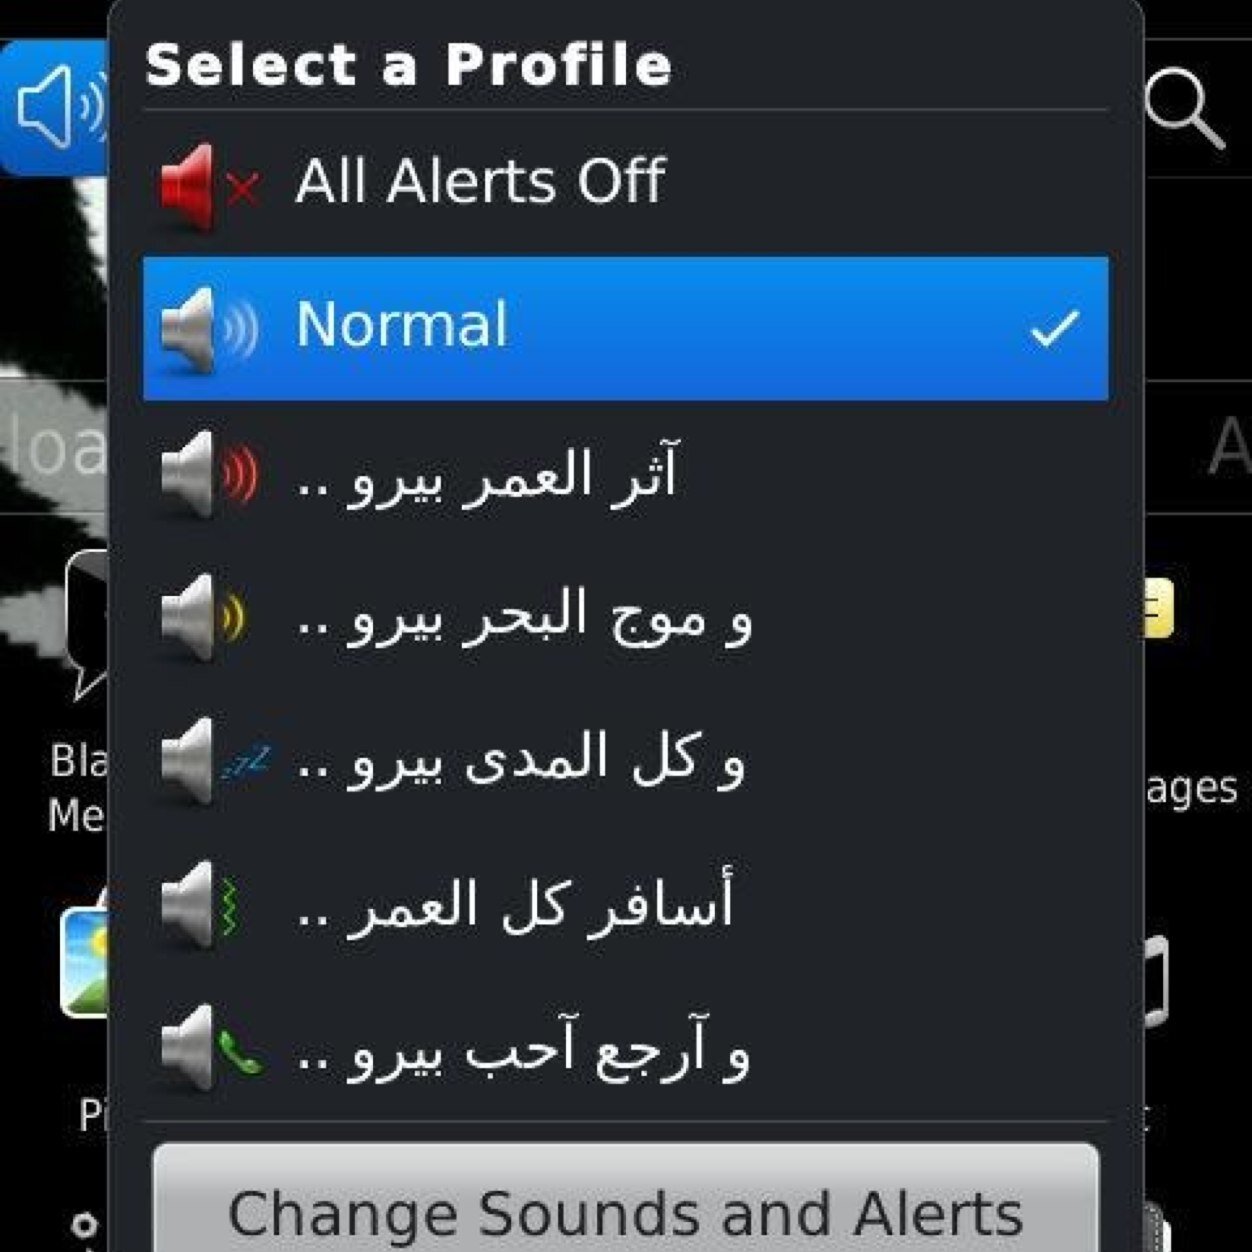 Select a Profile
All Alerts Off
Normal
آثر العمر بيرو ..
و موج البحر بيرو ..
و كل المدى بيرو ..
أسافر كل العمر ..
و آرجع آحب بيرو ..
Change Sounds and Alerts
loa
A
Bla
Me
ages
Pi